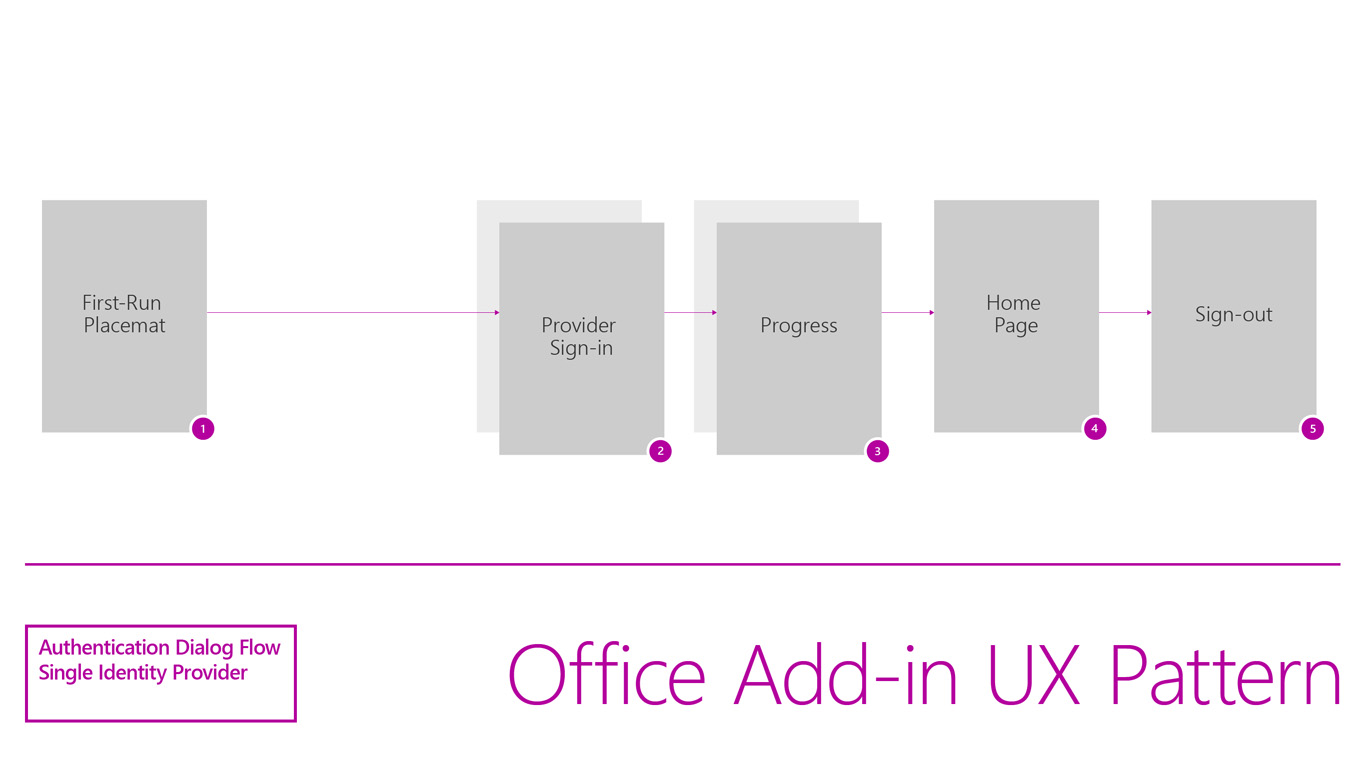 First-Run
Placemat
1
Provider
Sign-in
2
Progress
3
Home
Page
4
Sign-out
5
Authentication Dialog Flow
Single Identity Provider
Office Add-in UX Pattern